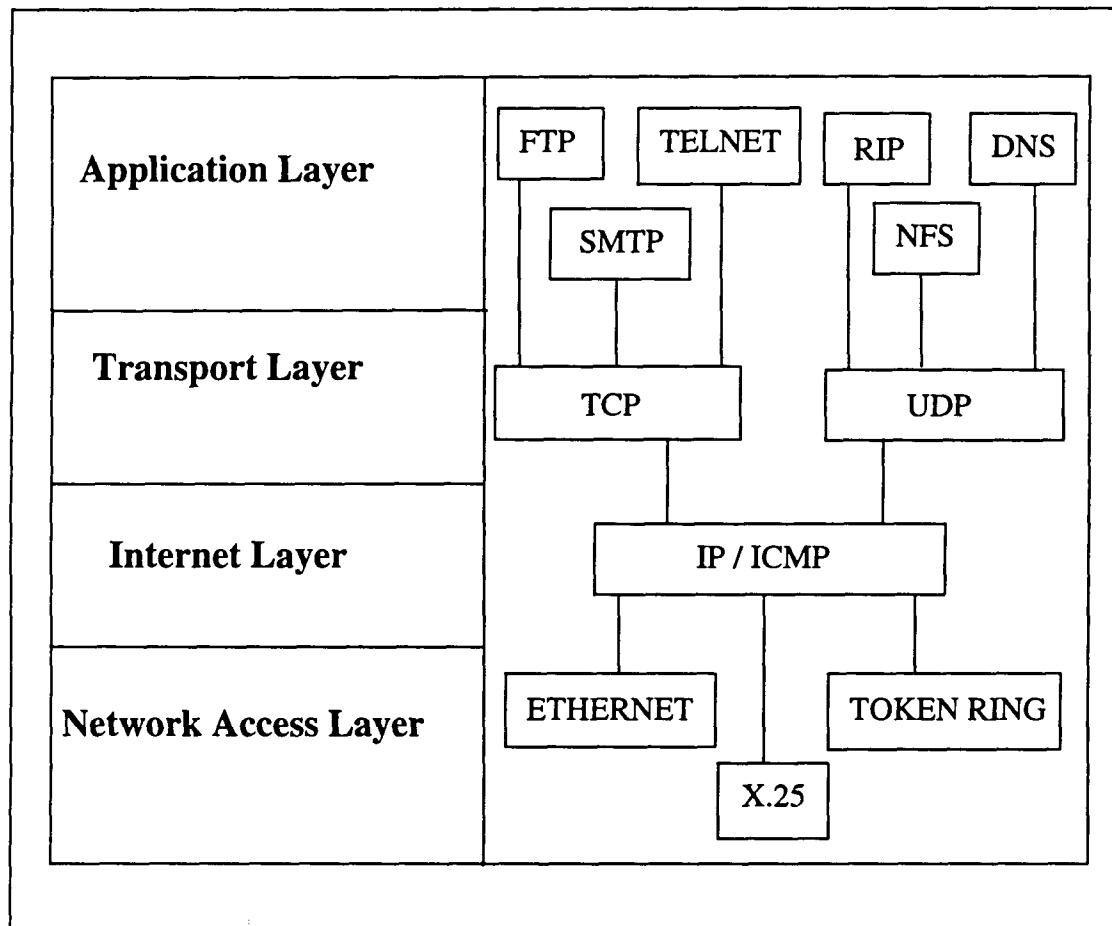 Application Layer
FTP
TELNET
RIP
DNS
SMTP
NFS
Transport Layer
TCP
UDP
Internet Layer
IP / ICMP
Network Access Layer
ETHERNET
TOKEN RING
X.25